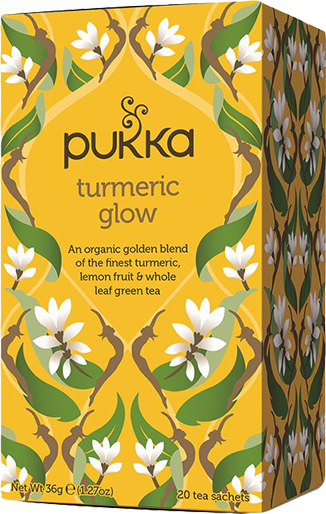 pukka
turmeric
glow
An organic golden blend
of the finest turmeric,
lemon fruit & whole
leaf green tea
Net Wt 36g ℮ (1.27oz)
20 tea sachets